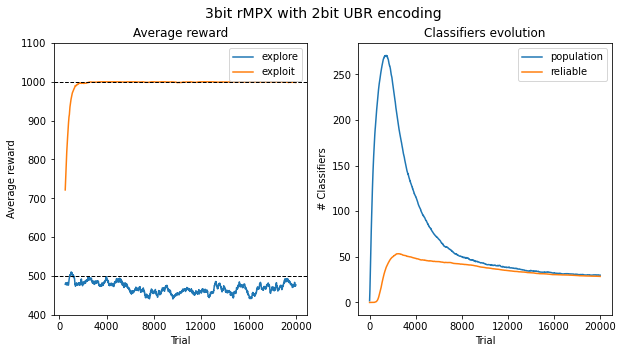 3bit rMPX with 2bit UBR encoding
Average reward
Average reward
1100
1000
900
800
700
600
500
400
0
4000
8000
12000
16000
20000
Trial
explore
exploit
Classifiers evolution
# Classifiers
250
200
150
100
50
0
0
4000
8000
12000
16000
20000
Trial
population
reliable